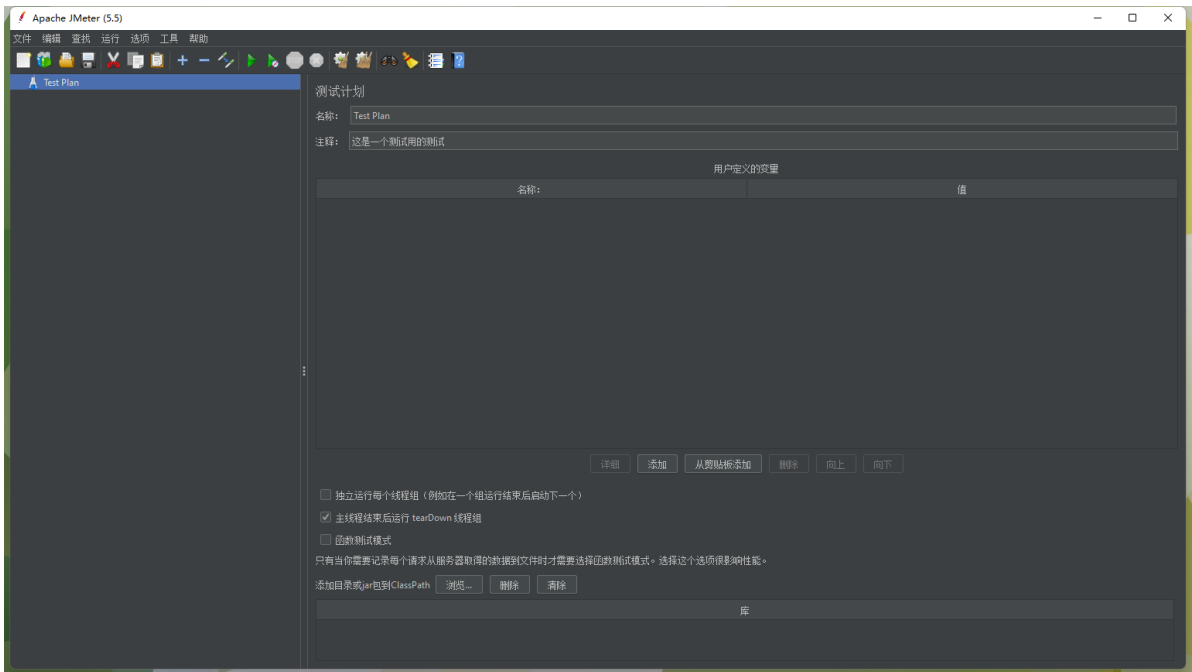 Apache JMeter (5.5)
文件 编辑 查找 运行 选项 工具 帮助
Test Plan
测试计划
名称: Test Plan
注释: 这是一个测试用的测试
用户定义的变量
名称: 值
详细 添加 从剪贴板添加 删除 向上 向下
独立运行每个线程组（例如在一个组运行结束后启动下一个）
主线程结束后运行 tearDown 线程组
函数测试模式
只有当你需要记录每个请求从服务器取得的数据到文件时才需要选择函数测试模式。选择这个选项很影响性能。
添加目录或jar包到ClassPath 浏览... 删除 清除
库